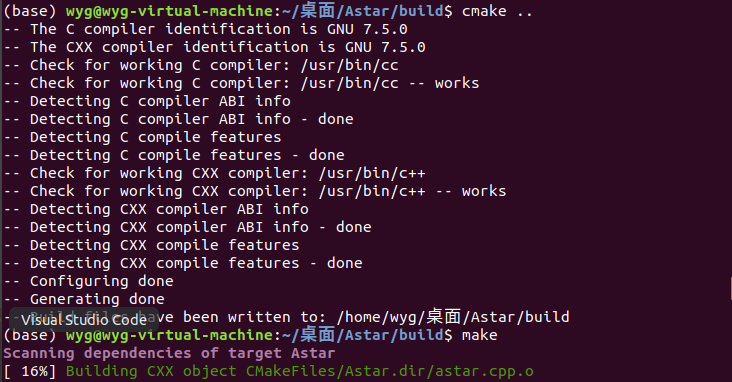 (base) wyg@wyg-virtual-machine:~/桌面/Astar/build$ cmake ..
-- The C compiler identification is GNU 7.5.0
-- The CXX compiler identification is GNU 7.5.0
-- Check for working C compiler: /usr/bin/cc
-- Check for working C compiler: /usr/bin/cc -- works
-- Detecting C compiler ABI info
-- Detecting C compiler ABI info - done
-- Detecting C compile features
-- Detecting C compile features - done
-- Check for working CXX compiler: /usr/bin/c++
-- Check for working CXX compiler: /usr/bin/c++ -- works
-- Detecting CXX compiler ABI info
-- Detecting CXX compiler ABI info - done
-- Detecting CXX compile features
-- Detecting CXX compile features - done
-- Configuring done
-- Generating done
-- Build files have been written to: /home/wyg/桌面/Astar/build
Visual Studio Code
(base) wyg@wyg-virtual-machine:~/桌面/Astar/build$ make
Scanning dependencies of target Astar
[ 16%] Building CXX object CMakeFiles/Astar.dir/astar.cpp.o